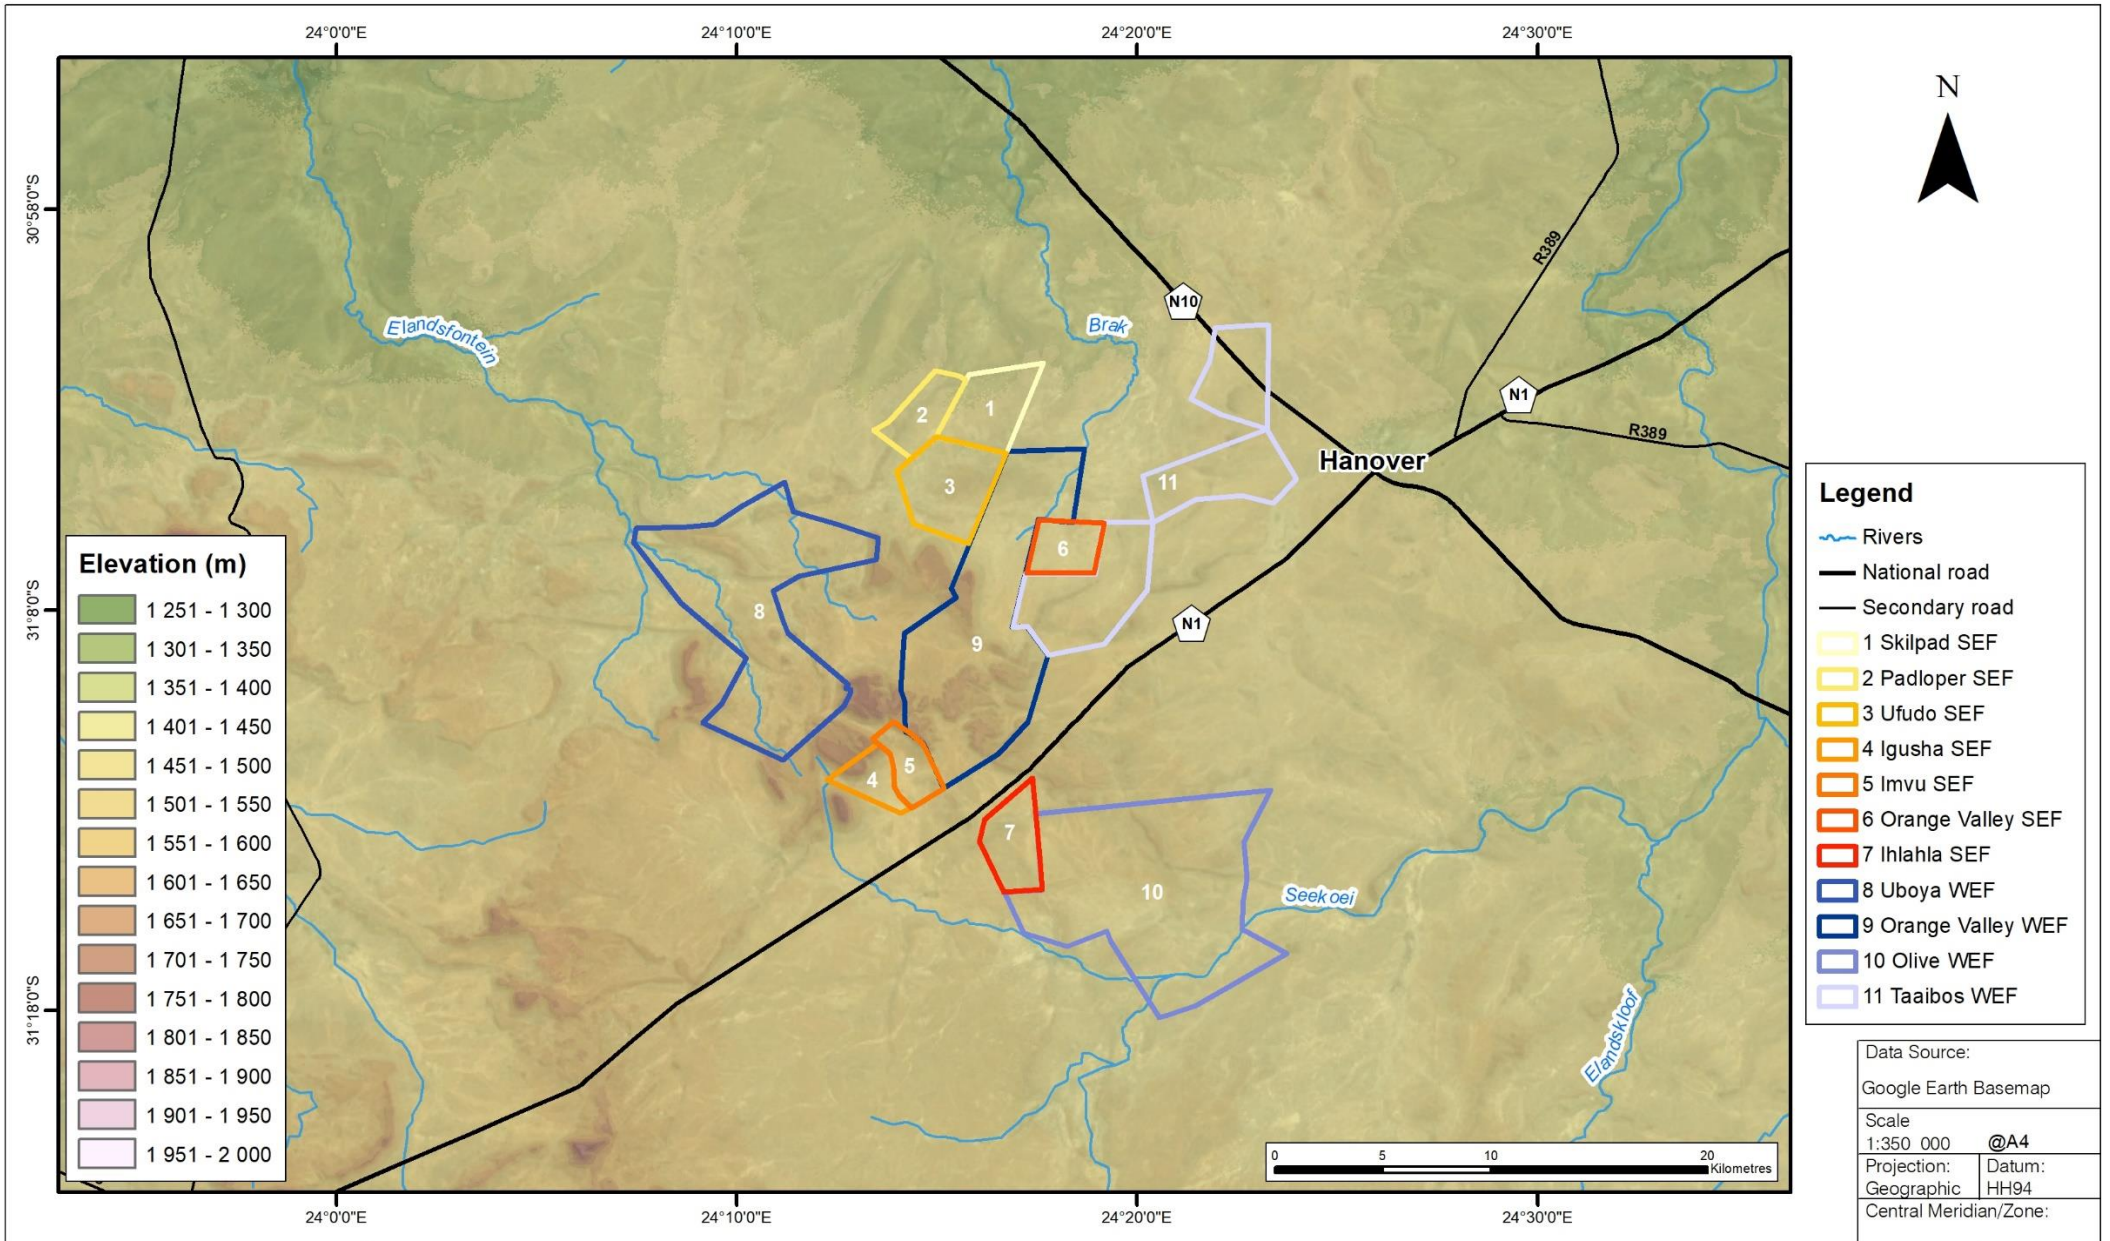 24°0'0"E
24°10'0"E
24°20'0"E
24°30'0"E
N
30°58'0"S
31°8'0"S
31°18'0"S
R389
N10
Elandsfontein
Brak
N1
R389
Hanover
2
1
3
11
6
8
9
N1
5
4
7
10
Seekoei
Elandskloof
Elevation (m)
1 251 - 1 300
1 301 - 1 350
1 351 - 1 400
1 401 - 1 450
1 451 - 1 500
1 501 - 1 550
1 551 - 1 600
1 601 - 1 650
1 651 - 1 700
1 701 - 1 750
1 751 - 1 800
1 801 - 1 850
1 851 - 1 900
1 901 - 1 950
1 951 - 2 000
Legend
Rivers
National road
Secondary road
1 Skilpad SEF
2 Padloper SEF
3 Ufudo SEF
4 Igusha SEF
5 Imvu SEF
6 Orange Valley SEF
7 Ihlahla SEF
8 Uboya WEF
9 Orange Valley WEF
10 Olive WEF
11 Taaibos WEF
0 5 10 20
Kilometres
24°0'0"E
24°10'0"E
24°20'0"E
24°30'0"E
Data Source:
Google Earth Basemap
Scale
1:350 000 @A4
Projection:
Geographic
Datum:
HH94
Central Meridian/Zone: